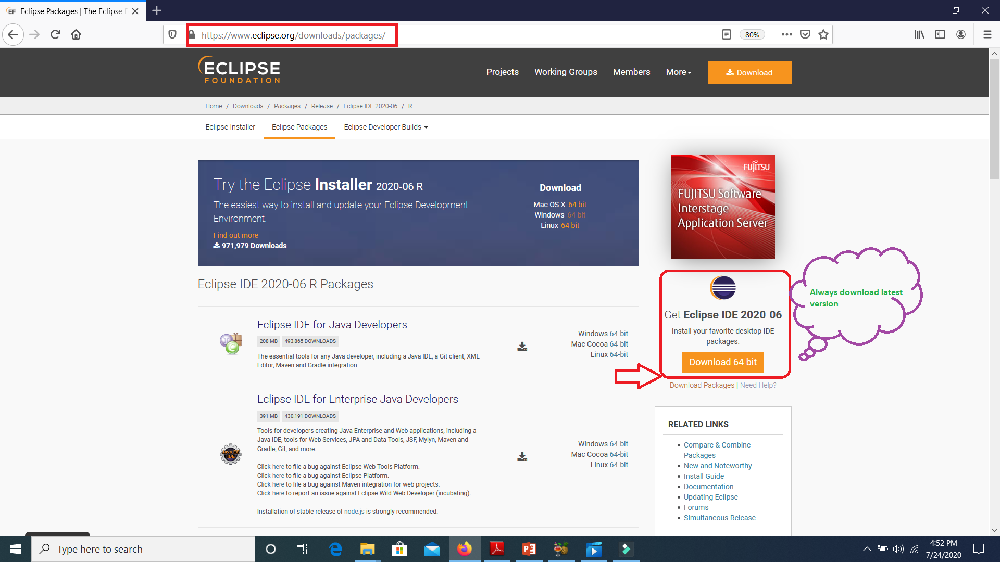 Eclipse Packages | The Eclipse F
https://www.eclipse.org/downloads/packages/
80%
ECLIPSE
FOUNDATION
Projects Working Groups Members More Download
Home / Downloads / Packages / Release / Eclipse IDE 2020-06 / R
Eclipse Installer Eclipse Packages Eclipse Developer Builds
Try the Eclipse Installer 2020-06 R
The easiest way to install and update your Eclipse Development
Environment.
Find out more
971,979 Downloads
Download
Mac OS X 64 bit
Windows 64 bit
Linux 64 bit
FUJITSU
FUJITSU Software
Interstage
Application Server
Eclipse IDE 2020-06 R Packages
Eclipse IDE for Java Developers
208 MB 493,865 DOWNLOADS
The essential tools for any Java developer, including a Java IDE, a Git client, XML
Editor, Maven and Gradle integration
Windows 64-bit
Mac Cocoa 64-bit
Linux 64-bit
Eclipse IDE for Enterprise Java Developers
391 MB 430,191 DOWNLOADS
Tools for developers creating Java Enterprise and Web applications, including a
Java IDE, tools for Web Services, JPA and Data Tools, JSF, Mylyn, Maven and
Gradle, Git, and more.
Click here to file a bug against Eclipse Web Tools Platform.
Click here to file a bug against Eclipse Platform.
Click here to file a bug against Maven integration for web projects.
Click here to report an issue against Eclipse Wild Web Developer (incubating).
Installation of stable release of node.js is strongly recommended.
Java EE
IDE
Windows 64-bit
Mac Cocoa 64-bit
Linux 64-bit
Get Eclipse IDE 2020-06
Install your favorite desktop IDE
packages.
Download 64 bit
Download Packages | Need Help?
Always download latest
version
RELATED LINKS
Compare & Combine
Packages
New and Noteworthy
Install Guide
Documentation
Updating Eclipse
Forums
Simultaneous Release
Type here to search
4:52 PM
7/24/2020